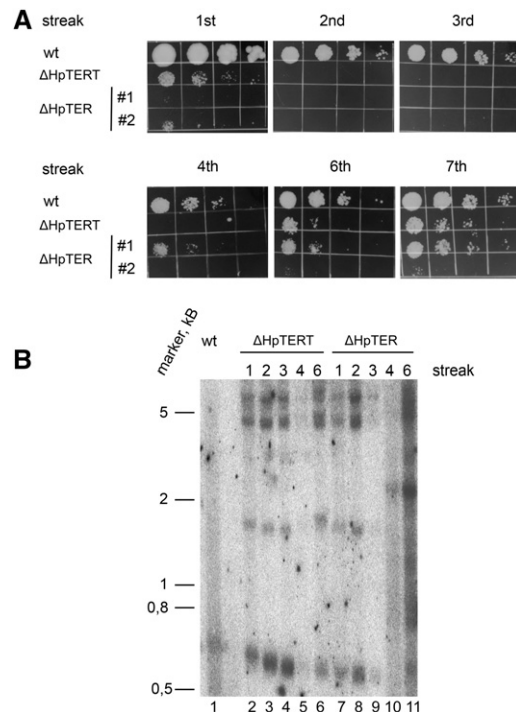 A
streak 1st 2nd 3rd
wt
ΔHpTERT
ΔHpTER #1
#2
streak 4th 6th 7th
wt
ΔHpTERT
ΔHpTER #1
#2
B
marker, kB wt ΔHpTERT ΔHpTER
1 2 3 4 6 1 2 3 4 6 streak
5
2
1
0,8
0,5
1 2 3 4 5 6 7 8 9 10 11